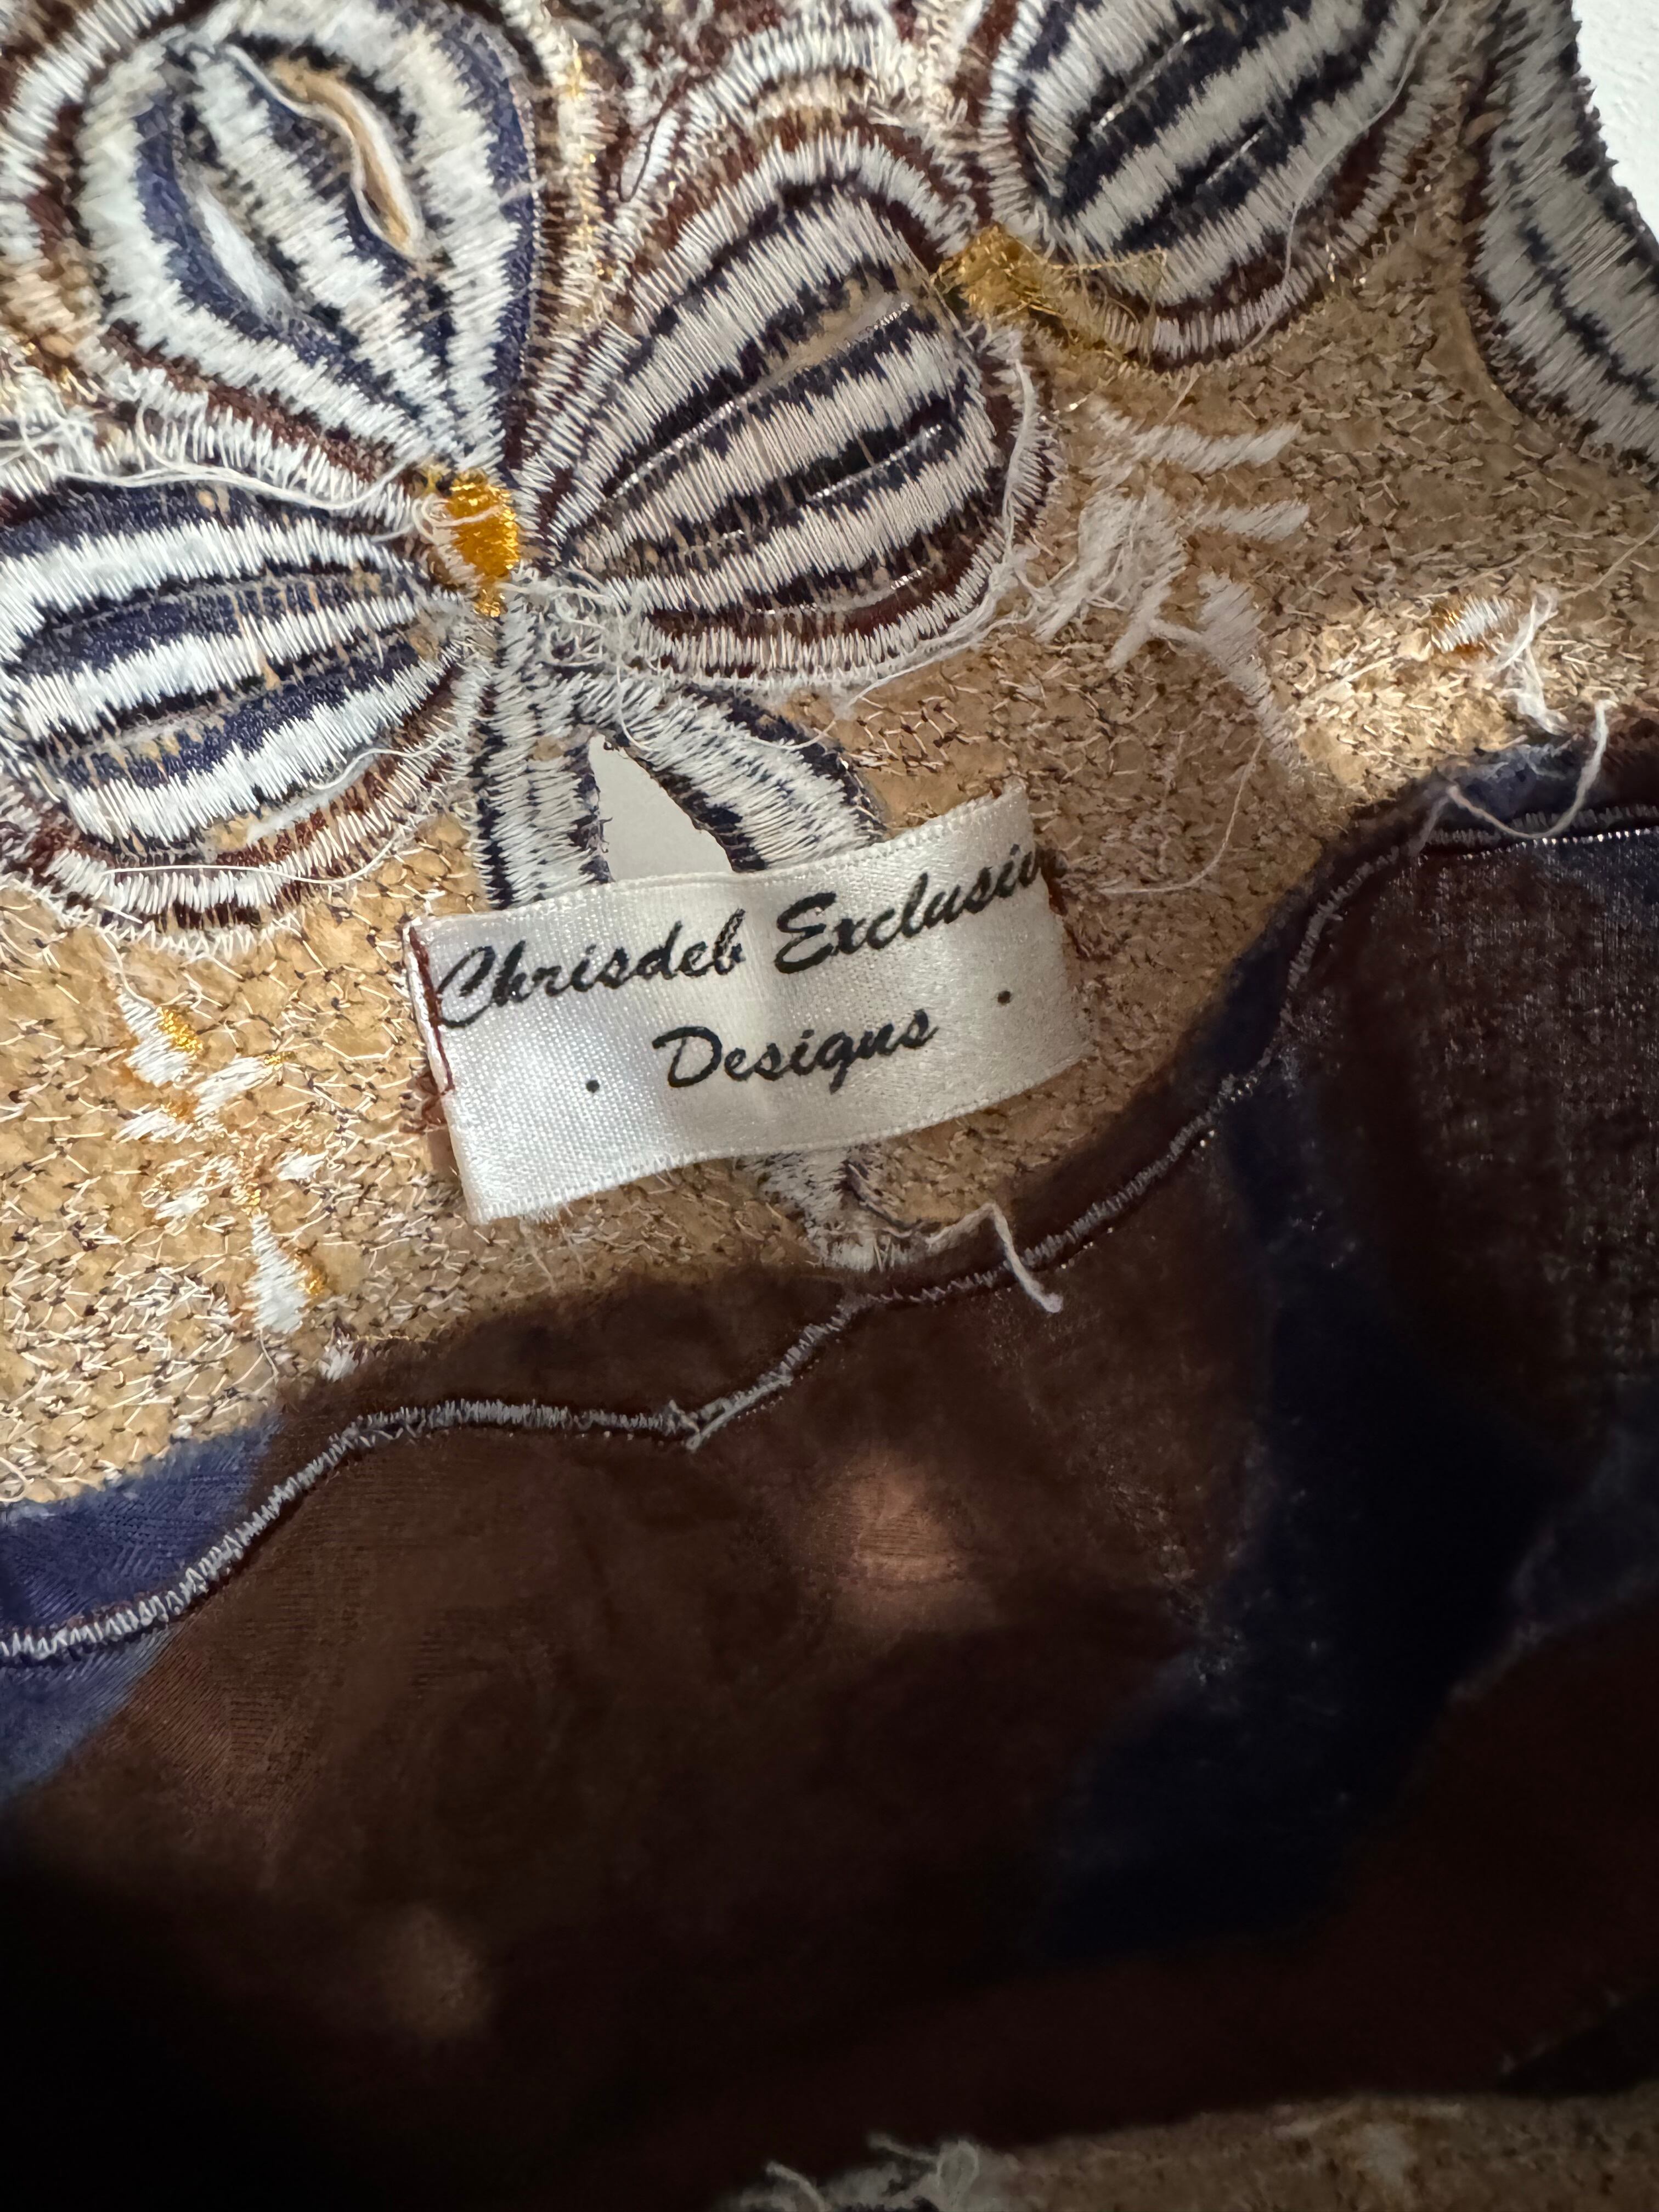 Chrisdeb Exclusiv
• Designs •